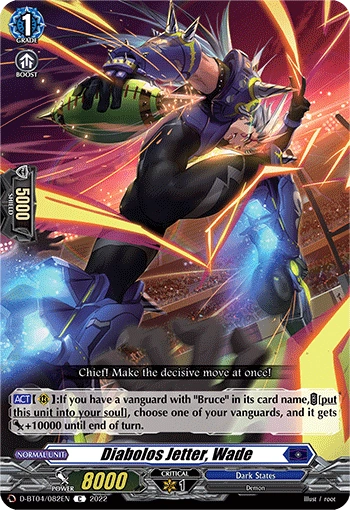 1
GRADE
BOOST
5000
SHIELD
Chief! Make the decisive move at once!
ACT[ ]:If you have a vanguard with "Bruce" in its card name, [put
this unit into your soul], choose one of your vanguards, and it gets
+10000 until end of turn.
NORMAL UNIT
Diabolos Jetter, Wade
POWER 8000
CRITICAL
1
Dark States
Demon
D-BT04/082EN C 2022
Illust / root